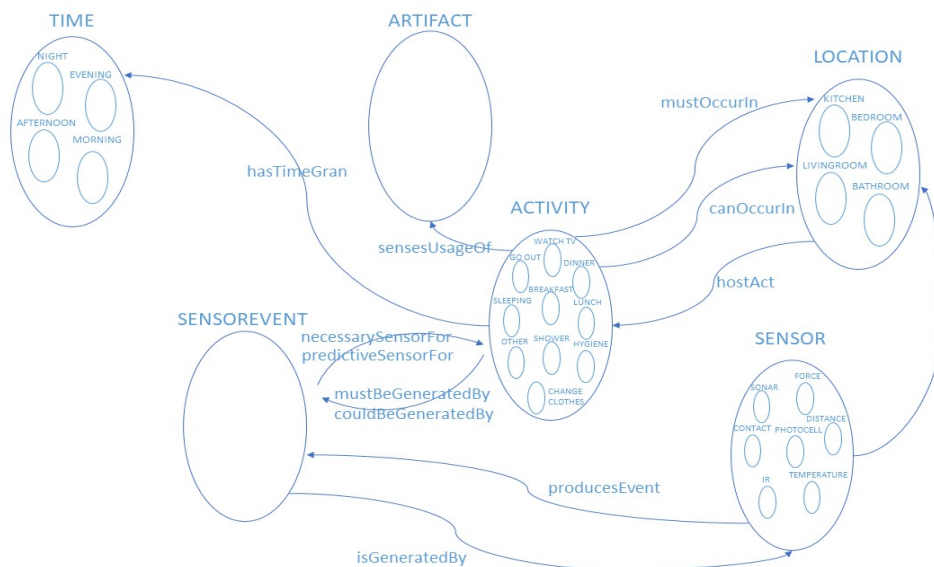 TIME
ARTIFACT
LOCATION
NIGHT
EVENING
AFTERNOON
MORNING
KITCHEN
BEDROOM
LIVINGROOM
BATHROOM
mustOccurIn
hasTimeGran
canOccurIn
ACTIVITY
sensesUsageOf
WATCH TV
GO OUT
DINNER
BREAKFAST
SLEEPING
LUNCH
OTHER
SHOWER
HYGIENE
CHANGE
CLOTHES
hostAct
SENSOREVENT
necessarySensorFor
predictiveSensorFor
mustBeGeneratedBy
couldBeGeneratedBy
SENSOR
FORCE
SONAR
DISTANCE
CONTACT
PHOTOCELL
IR
TEMPERATURE
producesEvent
isGeneratedBy